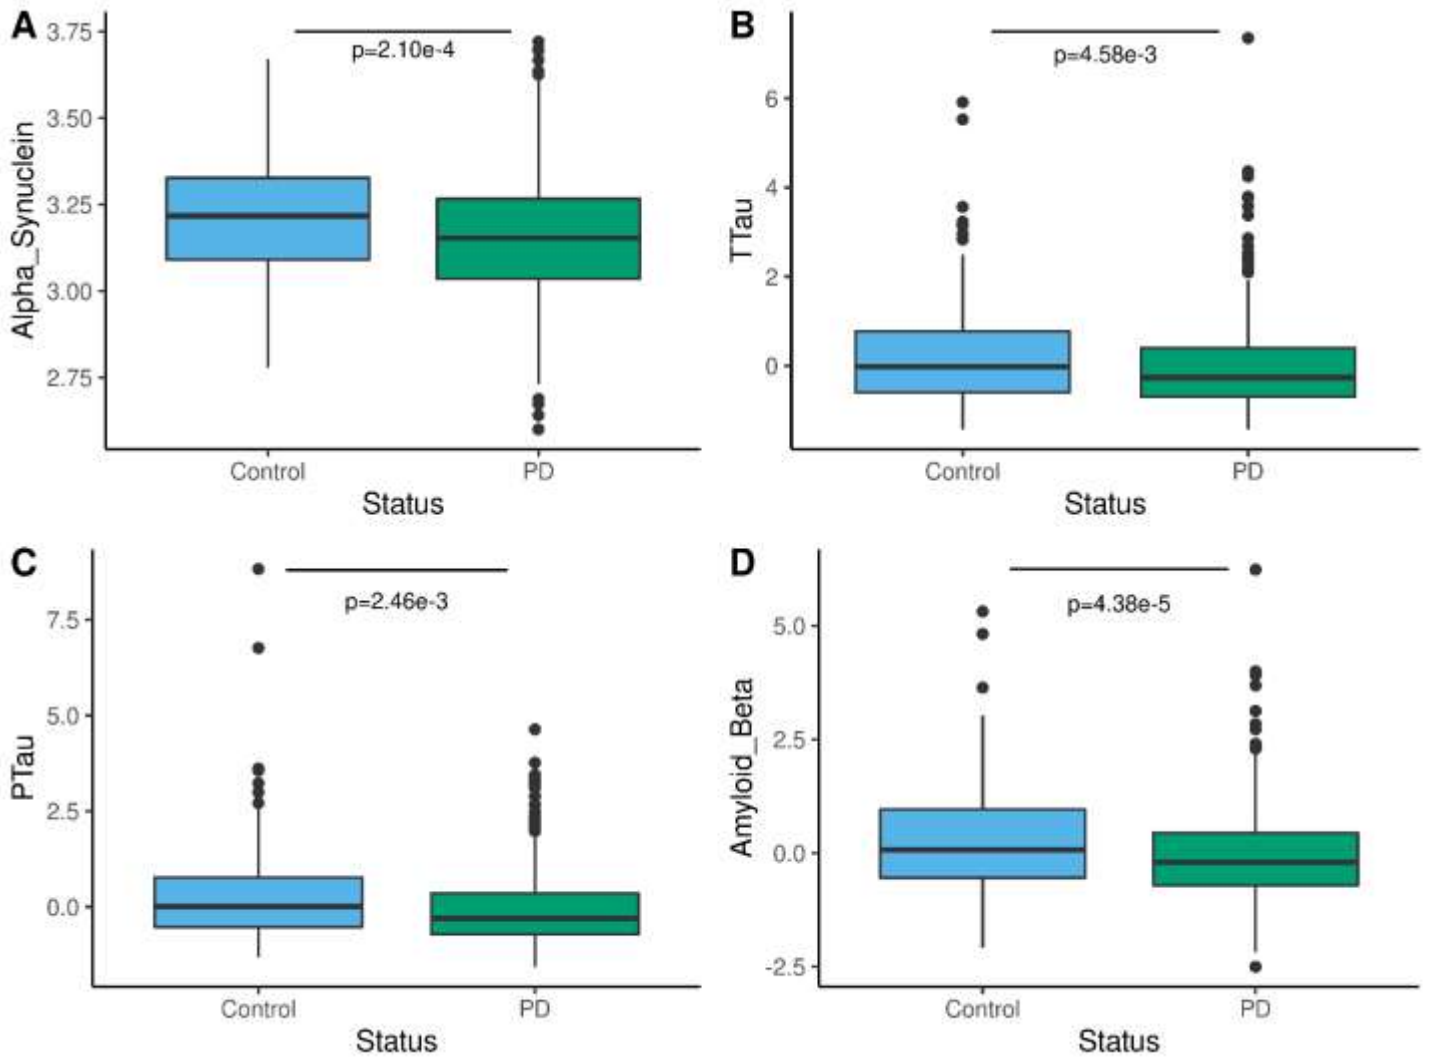 A
p=2.10e-4
3.75
3.50
3.25
3.00
2.75
Alpha_Synuclein
Control PD
Status
B
p=4.58e-3
6
4
2
0
TTau
Control PD
Status
C
p=2.46e-3
7.5
5.0
2.5
0.0
PTau
Control PD
Status
D
p=4.38e-5
5.0
2.5
0.0
-2.5
Amyloid_Beta
Control PD
Status